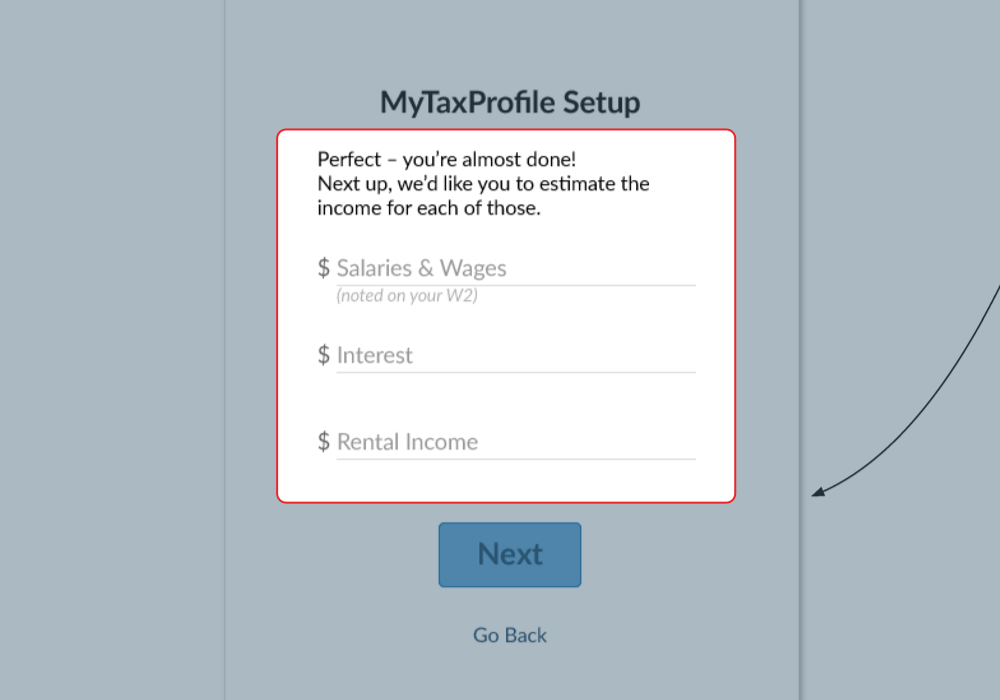 MyTaxProfile Setup
Perfect – you’re almost done!
Next up, we’d like you to estimate the
income for each of those.
$ Salaries & Wages
(noted on your W2)
$ Interest
$ Rental Income
Next
Go Back